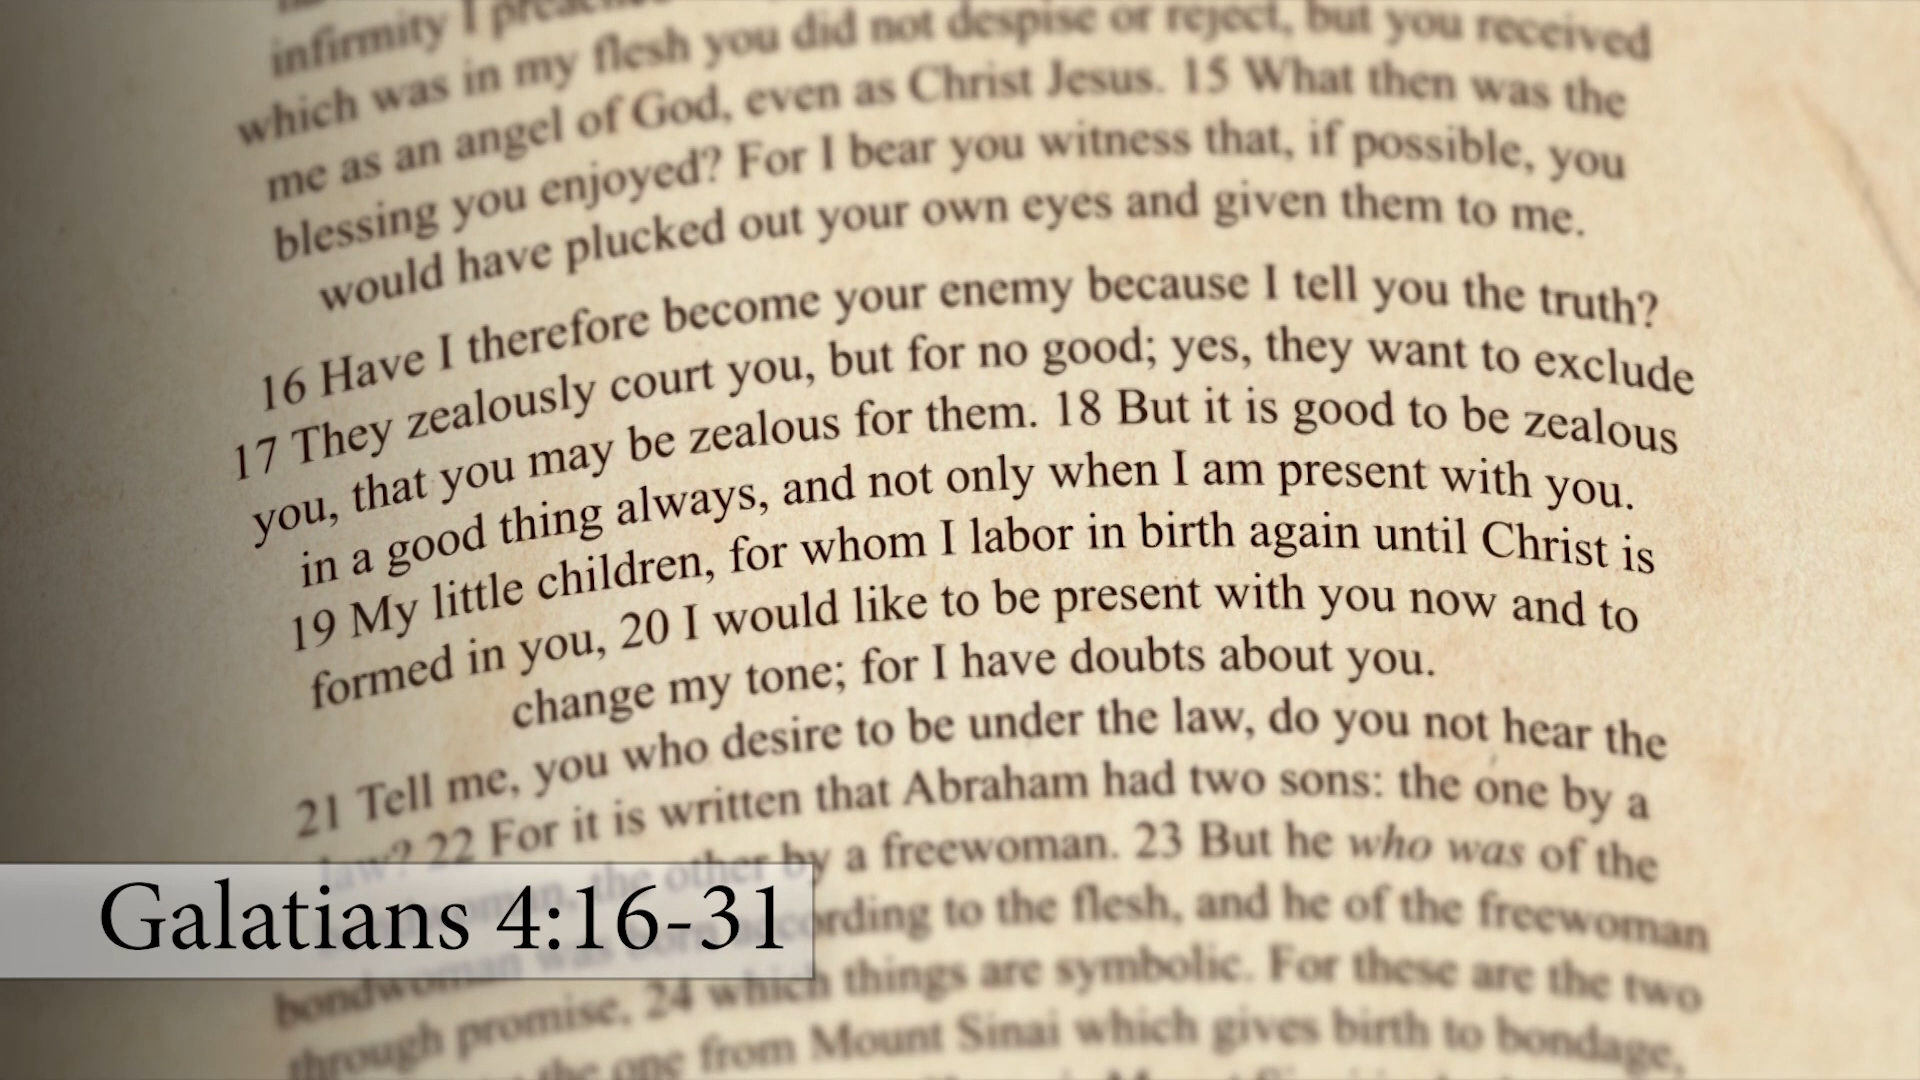 infirmity I
which was in my flesh you did not despise or reject, but you received
me as an angel of God, even as Christ Jesus. 15 What then was the
blessing you enjoyed? For I bear you witness that, if possible, you
would have plucked out your own eyes and given them to me.
16 Have I therefore become your enemy because I tell you the truth?
17 They zealously court you, but for no good; yes, they want to exclude
you, that you may be zealous for them. 18 But it is good to be zealous
in a good thing always, and not only when I am present with you.
19 My little children, for whom I labor in birth again until Christ is
formed in you, 20 I would like to be present with you now and to
change my tone; for I have doubts about you.
21 Tell me, you who desire to be under the law, do you not hear the
law? 22 For it is written that Abraham had two sons: the one by a
the other by a freewoman. 23 But he who was of the
to the flesh, and he of the freewoman
through promise, 24 which things are symbolic. For these are the two
the one from Mount Sinai which gives birth to bondage,
Galatians 4:16-31